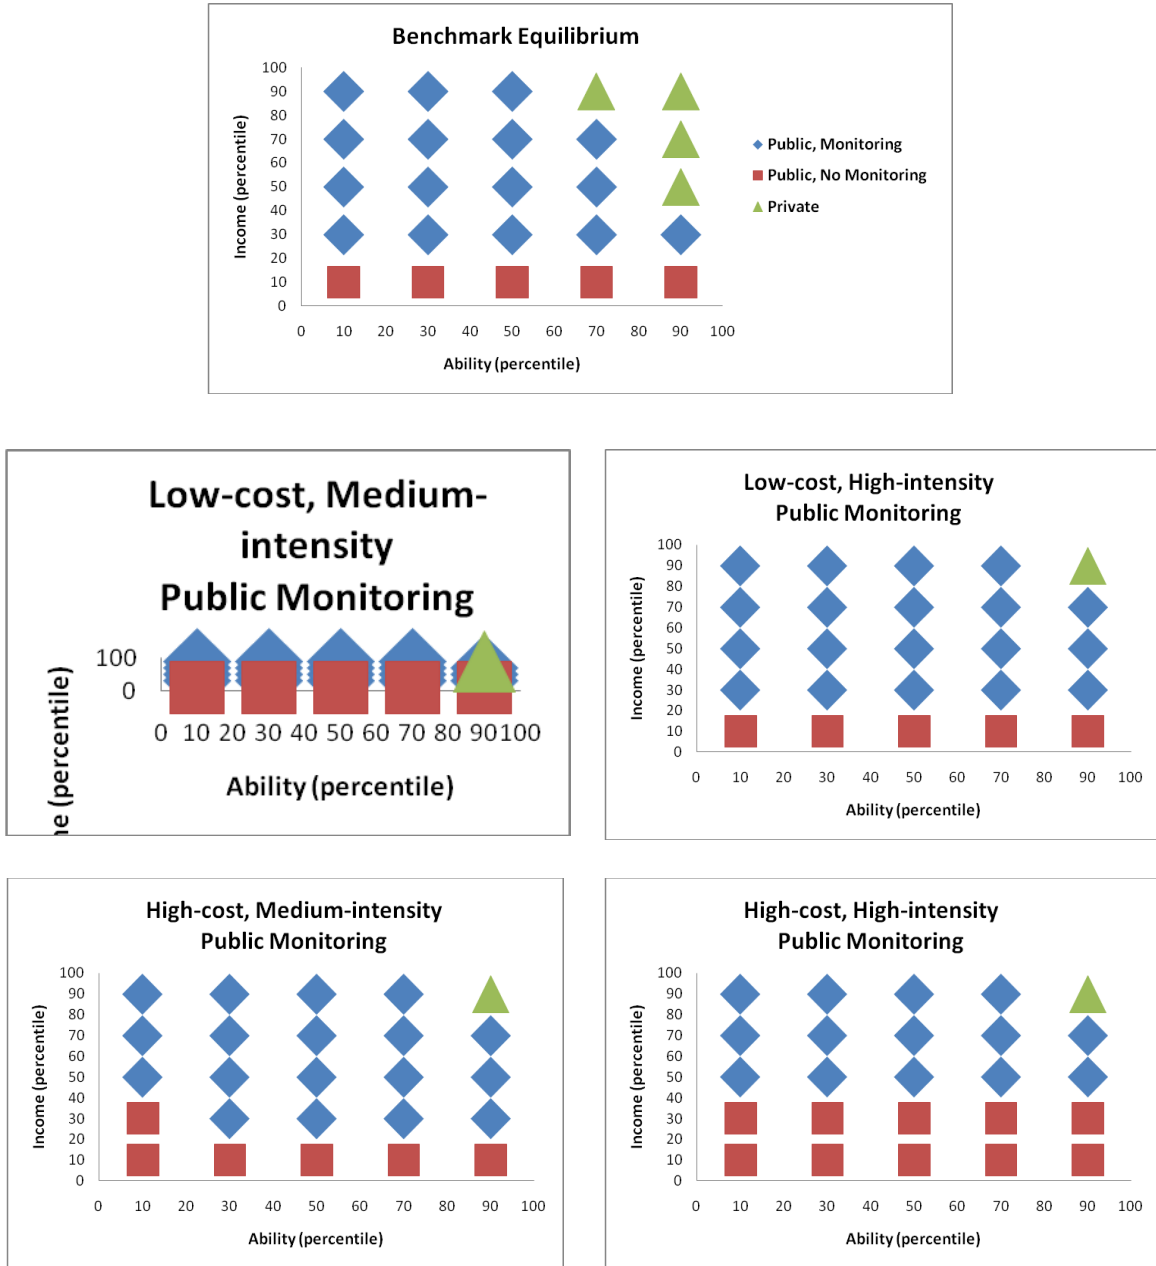 Benchmark Equilibrium
100
90
80
70
60
50
40
30
20
10
0
Income (percentile)
0 10 20 30 40 50 60 70 80 90 100
Ability (percentile)
Public, Monitoring
Public, No Monitoring
Private
Low-cost, Medium-
intensity
Public Monitoring
100
0
(percentile)
0 10 20 30 40 50 60 70 80 90 100
Ability (percentile)
Low-cost, High-intensity
Public Monitoring
100
90
80
70
60
50
40
30
20
10
0
Income (percentile)
0 10 20 30 40 50 60 70 80 90 100
Ability (percentile)
High-cost, Medium-intensity
Public Monitoring
100
90
80
70
60
50
40
30
20
10
0
Income (percentile)
0 10 20 30 40 50 60 70 80 90 100
Ability (percentile)
High-cost, High-intensity
Public Monitoring
100
90
80
70
60
50
40
30
20
10
0
Income (percentile)
0 10 20 30 40 50 60 70 80 90 100
Ability (percentile)